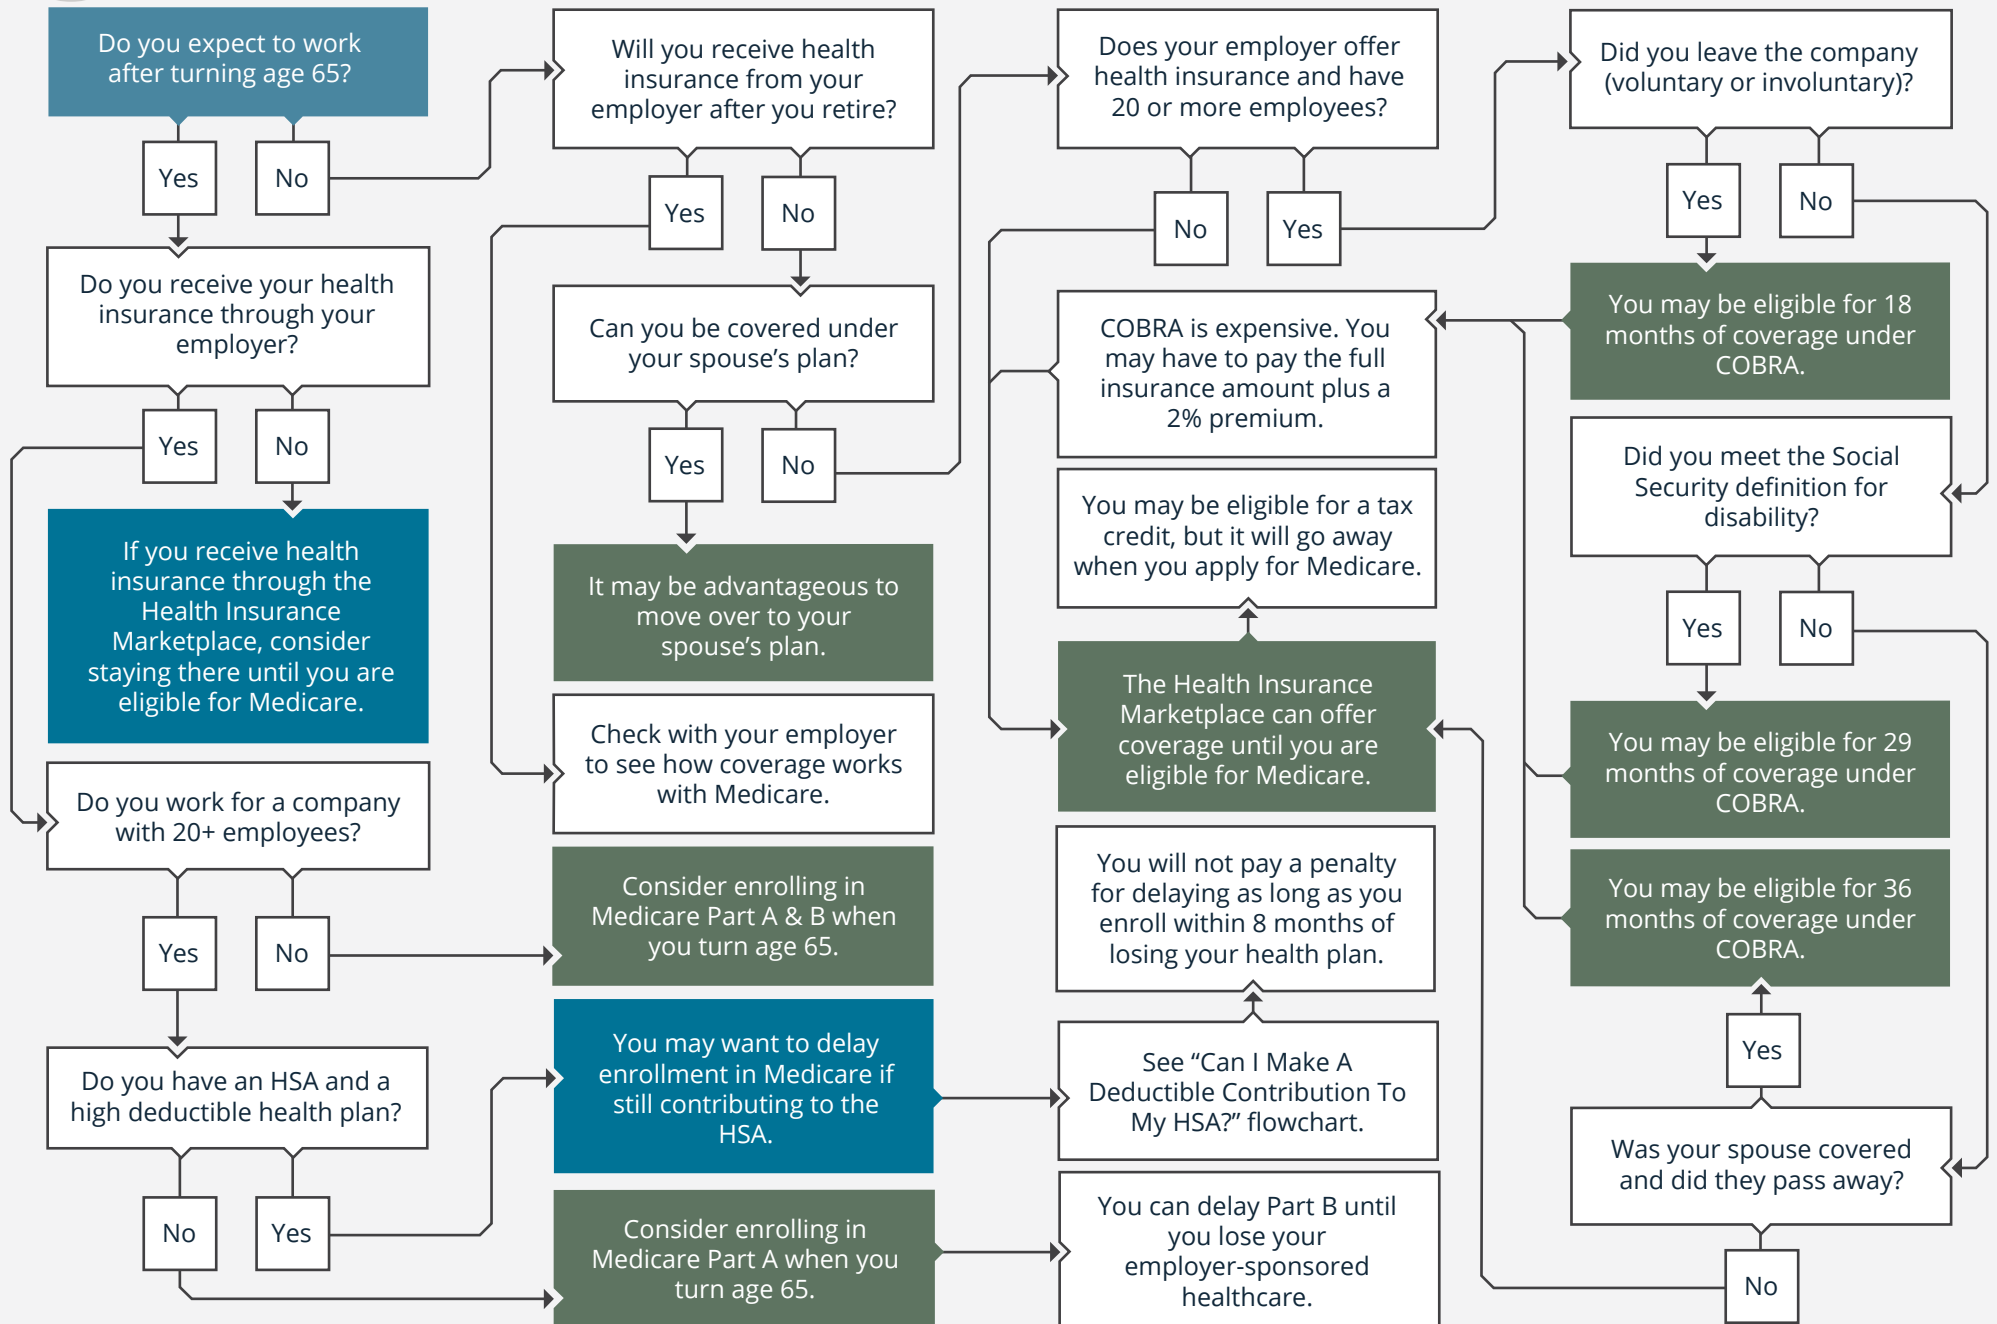 Do you expect to work
after turning age 65?
Yes
No
Do you receive your health
insurance through your
employer?
Yes
No
If you receive health
insurance through the
Health Insurance
Marketplace, consider
staying there until you are
eligible for Medicare.
Do you work for a company
with 20+ employees?
Yes
No
Do you have an HSA and a
high deductible health plan?
No
Yes
Will you receive health
insurance from your
employer after you retire?
Yes
No
Can you be covered under
your spouse’s plan?
Yes
No
It may be advantageous to
move over to your
spouse’s plan.
Check with your employer
to see how coverage works
with Medicare.
Consider enrolling in
Medicare Part A & B when
you turn age 65.
You may want to delay
enrollment in Medicare if
still contributing to the
HSA.
Consider enrolling in
Medicare Part A when you
turn age 65.
Does your employer offer
health insurance and have
20 or more employees?
No
Yes
COBRA is expensive. You
may have to pay the full
insurance amount plus a
2% premium.
You may be eligible for a tax
credit, but it will go away
when you apply for Medicare.
The Health Insurance
Marketplace can offer
coverage until you are
eligible for Medicare.
You will not pay a penalty
for delaying as long as you
enroll within 8 months of
losing your health plan.
See “Can I Make A
Deductible Contribution To
My HSA?” flowchart.
You can delay Part B until
you lose your
employer-sponsored
healthcare.
Did you leave the company
(voluntary or involuntary)?
Yes
No
You may be eligible for 18
months of coverage under
COBRA.
Did you meet the Social
Security definition for
disability?
Yes
No
You may be eligible for 29
months of coverage under
COBRA.
You may be eligible for 36
months of coverage under
COBRA.
Yes
Was your spouse covered
and did they pass away?
No